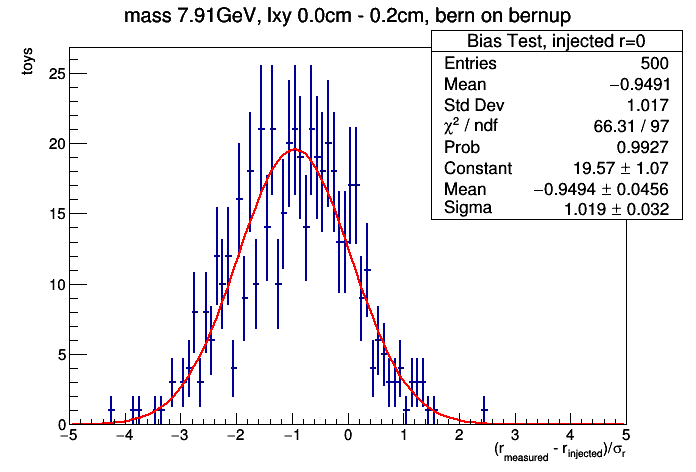 mass 7.91GeV, lxy 0.0cm - 0.2cm, bern on bernup
toys
Bias Test, injected r=0
Entries 500
Mean −0.9491
Std Dev 1.017
χ² / ndf 66.31 / 97
Prob 0.9927
Constant 19.57 ± 1.07
Mean −0.9494 ± 0.0456
Sigma 1.019 ± 0.032
25
20
15
10
5
0
−5 −4 −3 −2 −1 0 1 2 3 4 5
(r_measured - r_injected)/σ_r